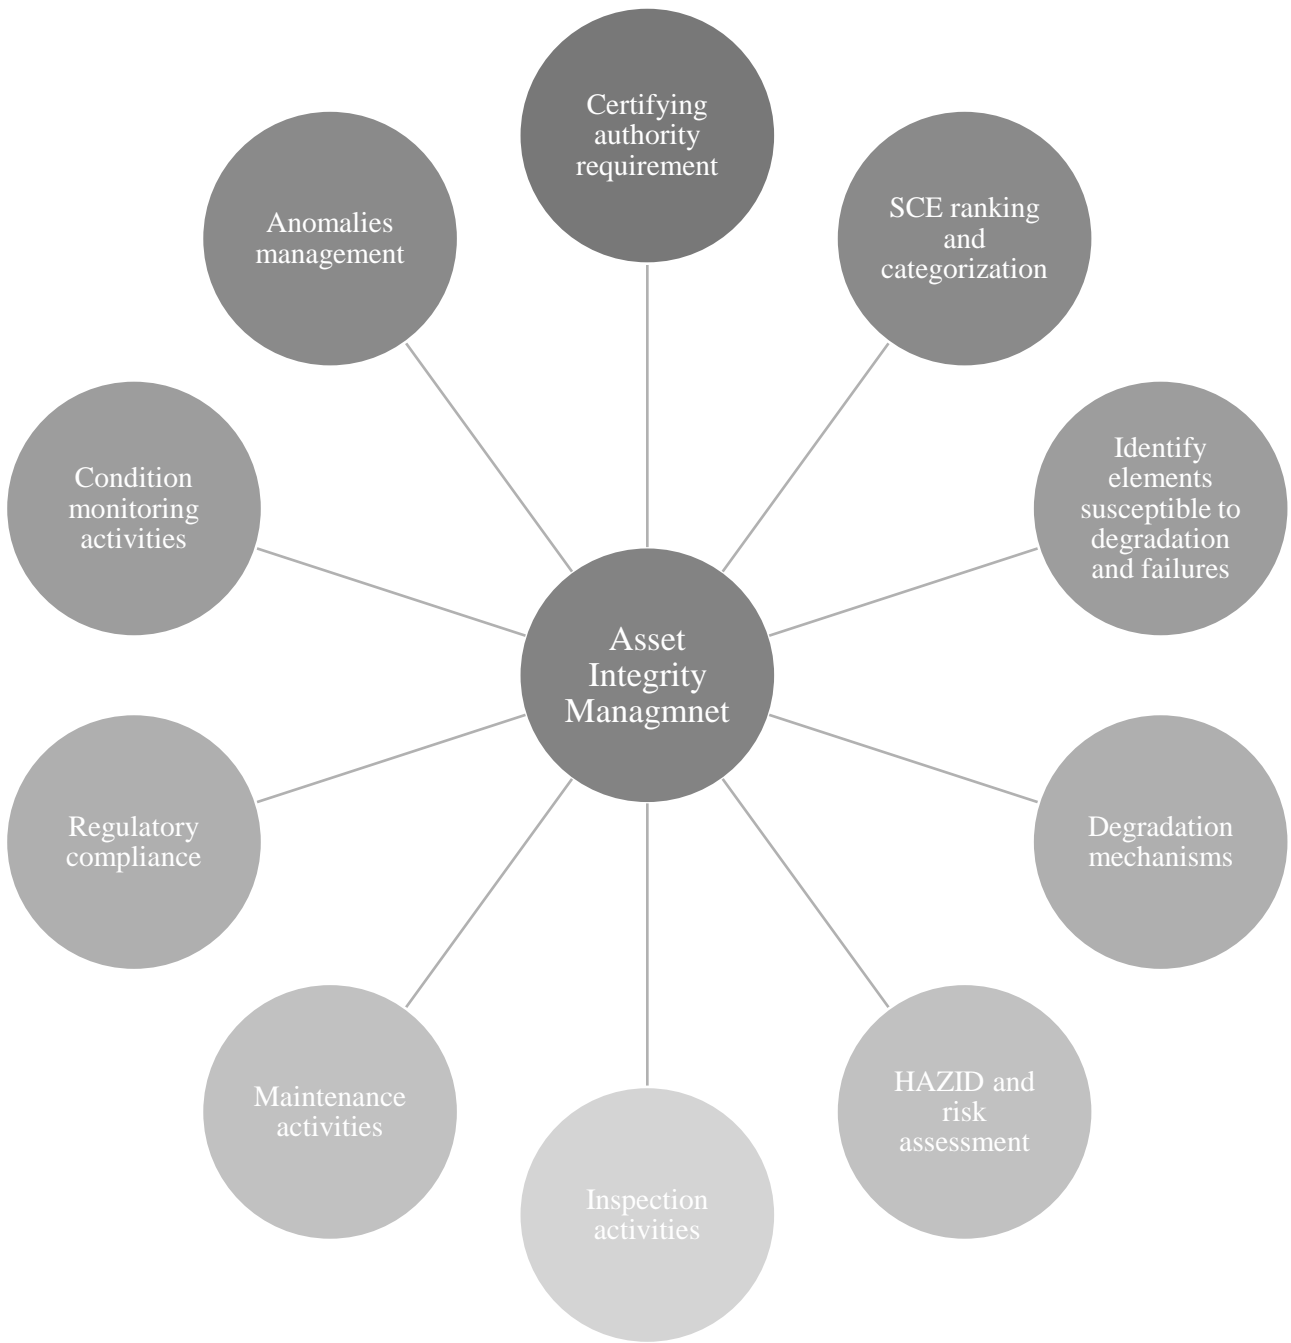 Certifying
authority
requirement
SCE ranking
and
categorization
Identify
elements
susceptible to
degradation
and failures
Degradation
mechanisms
HAZID and
risk
assessment
Inspection
activities
Maintenance
activities
Regulatory
compliance
Condition
monitoring
activities
Anomalies
management
Asset
Integrity
Managmnet